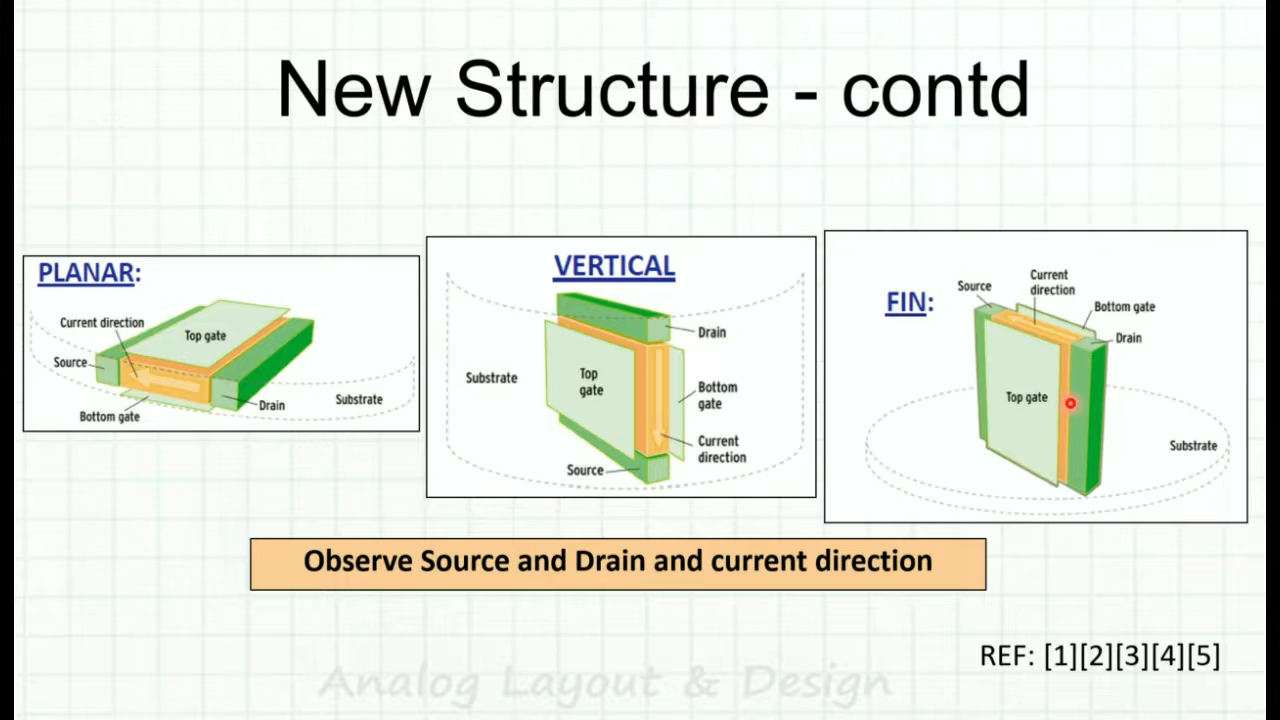 New Structure - contd
PLANAR:
Current direction
Top gate
Source
Bottom gate
Drain
Substrate
VERTICAL
Drain
Substrate
Top
gate
Bottom
gate
Current
direction
Source
FIN:
Source
Current
direction
Bottom gate
Drain
Top gate
Substrate
Observe Source and Drain and current direction
REF: [1][2][3][4][5]
Analog Layout & Design